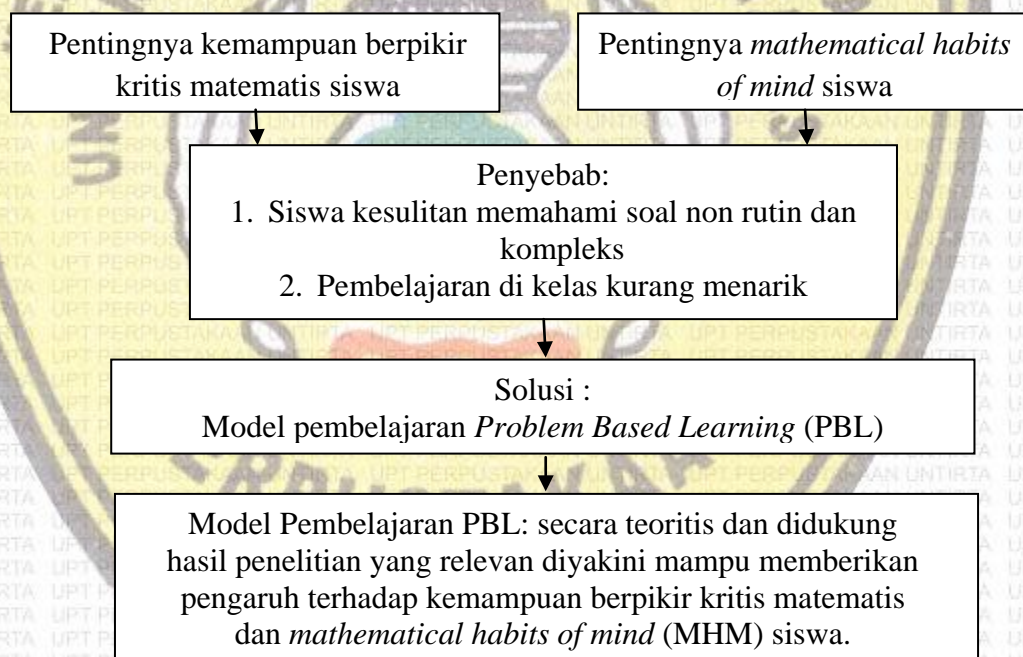 Pentingnya kemampuan berpikir
kritis matematis siswa
Pentingnya mathematical habits
of mind siswa
Penyebab:
1. Siswa kesulitan memahami soal non rutin dan
kompleks
2. Pembelajaran di kelas kurang menarik
Solusi :
Model pembelajaran Problem Based Learning (PBL)
Model Pembelajaran PBL: secara teoritis dan didukung
hasil penelitian yang relevan diyakini mampu memberikan
pengaruh terhadap kemampuan berpikir kritis matematis
dan mathematical habits of mind (MHM) siswa.